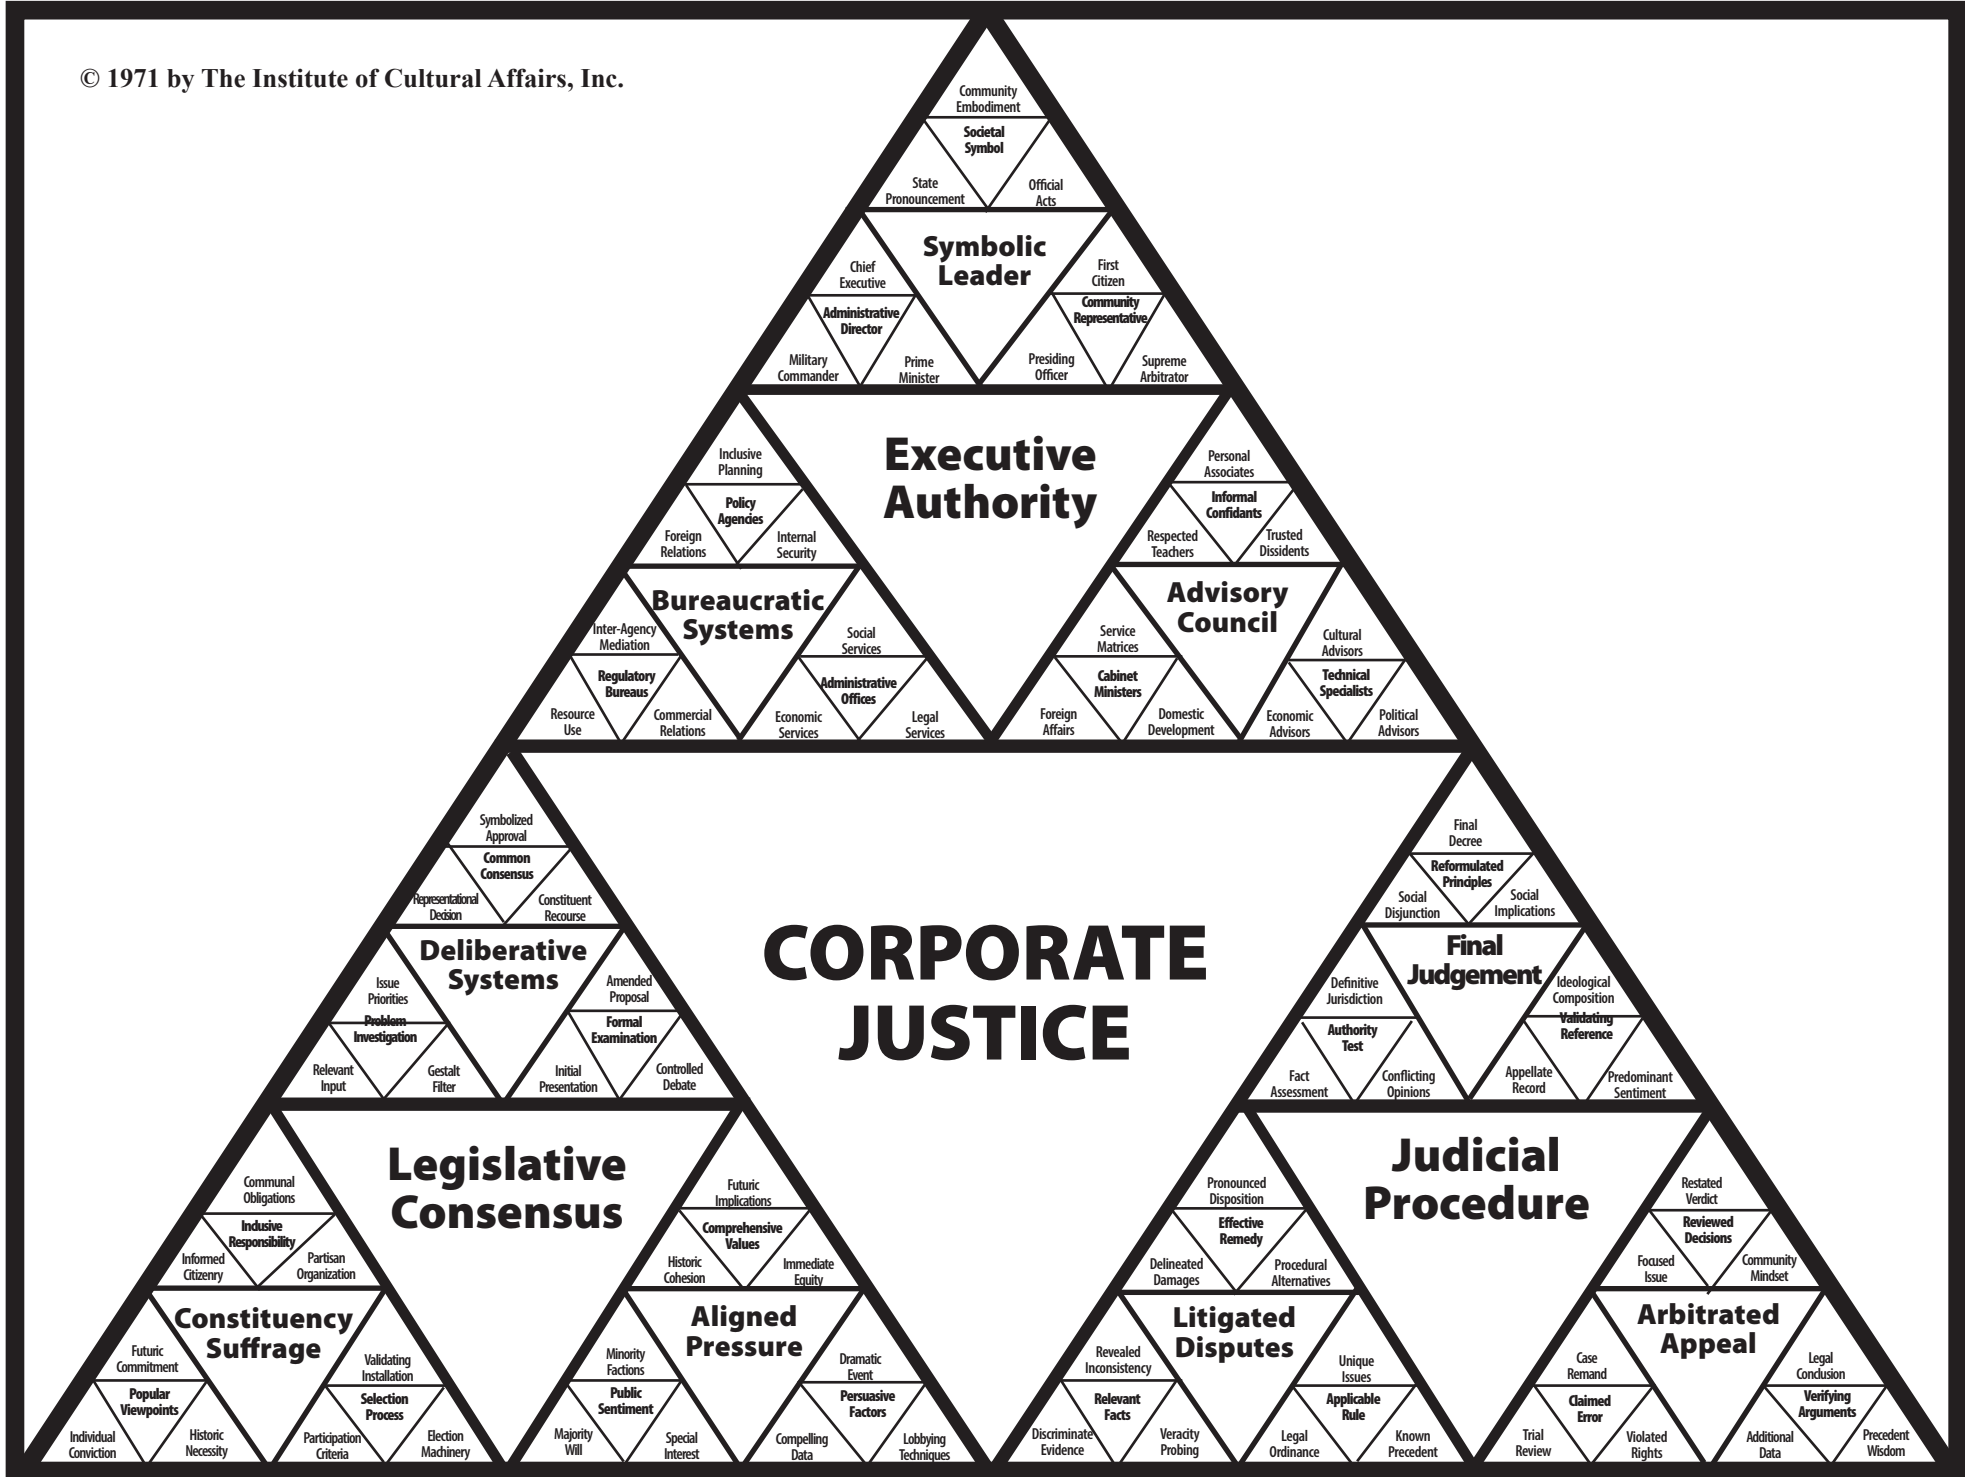 © 1971 by The Institute of Cultural Affairs, Inc.
Community
Embodiment
Societal
Symbol
State
Pronouncement
Official
Acts
Symbolic
Leader
Chief
Executive
Administrative
Director
Military
Commander
Prime
Minister
First
Citizen
Community
Representative
Presiding
Officer
Supreme
Arbitrator
Executive
Authority
Inclusive
Planning
Policy
Agencies
Foreign
Relations
Internal
Security
Bureaucratic
Systems
Inter-Agency
Mediation
Regulatory
Bureaus
Resource
Use
Commercial
Relations
Social
Services
Administrative
Offices
Economic
Services
Legal
Services
Personal
Associates
Informal
Confidants
Respected
Teachers
Trusted
Dissidents
Advisory
Council
Service
Matrices
Cabinet
Ministers
Foreign
Affairs
Domestic
Development
Cultural
Advisors
Technical
Specialists
Economic
Advisors
Political
Advisors
CORPORATE
JUSTICE
Symbolized
Approval
Common
Consensus
Representational
Decision
Constituent
Recourse
Deliberative
Systems
Issue
Priorities
Problem
Investigation
Relevant
Input
Gestalt
Filter
Amended
Proposal
Formal
Examination
Initial
Presentation
Controlled
Debate
Legislative
Consensus
Communal
Obligations
Inclusive
Responsibility
Informed
Citizenry
Partisan
Organization
Constituency
Suffrage
Futuric
Commitment
Popular
Viewpoints
Individual
Conviction
Historic
Necessity
Validating
Installation
Selection
Process
Participation
Criteria
Election
Machinery
Futuric
Implications
Comprehensive
Values
Historic
Cohesion
Immediate
Equity
Aligned
Pressure
Minority
Factions
Public
Sentiment
Majority
Will
Special
Interest
Dramatic
Event
Persuasive
Factors
Compelling
Data
Lobbying
Techniques
Final
Decree
Reformulated
Principles
Social
Disjunction
Social
Implications
Final
Judgement
Definitive
Jurisdiction
Authority
Test
Fact
Assessment
Conflicting
Opinions
Ideological
Composition
Validating
Reference
Appellate
Record
Predominant
Sentiment
Judicial
Procedure
Pronounced
Disposition
Effective
Remedy
Delineated
Damages
Procedural
Alternatives
Litigated
Disputes
Revealed
Inconsistency
Relevant
Facts
Discriminate
Evidence
Veracity
Probing
Unique
Issues
Applicable
Rule
Legal
Ordinance
Known
Precedent
Restated
Verdict
Reviewed
Decisions
Focused
Issue
Community
Mindset
Arbitrated
Appeal
Case
Remand
Claimed
Error
Trial
Review
Violated
Rights
Legal
Conclusion
Verifying
Arguments
Additional
Data
Precedent
Wisdom